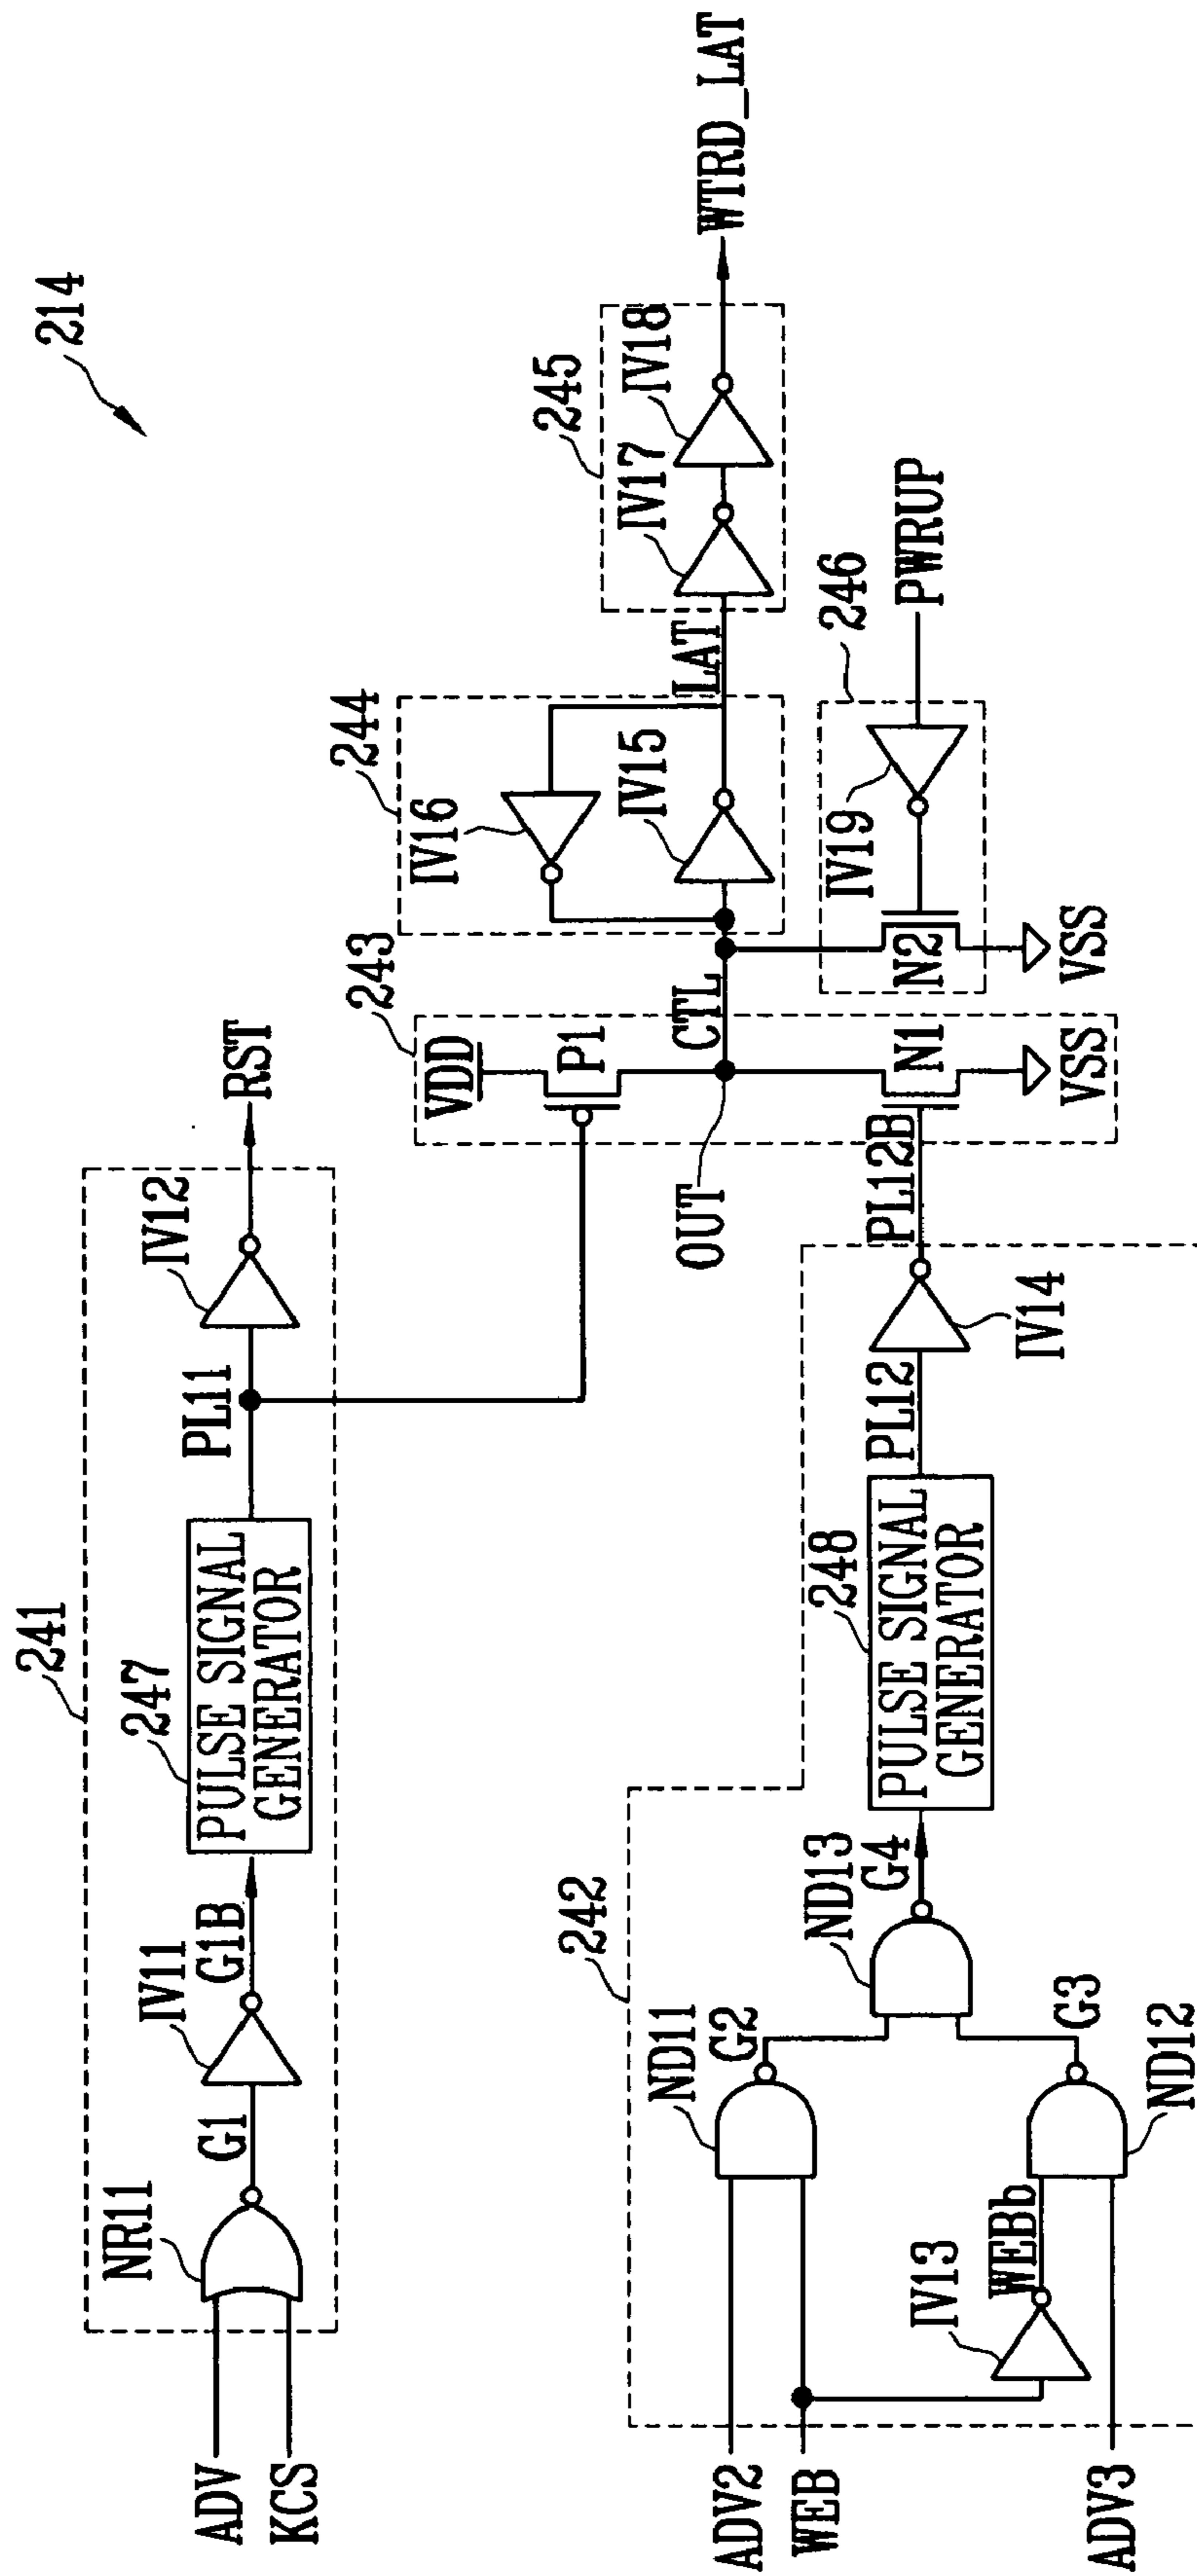 214
241
ADV
KCS
NR11
G1
IV11
G1B
247
PULSE SIGNAL
GENERATOR
PL11
IV12
RST
243
VDD
P1
CTL
OUT
N1
VSS
244
IV16
IV15
LAT
245
IV17
IV18
WTRD_LAT
246
IV19
N2
VSS
PWRUP
242
ADV2
WEB
ADV3
IV13
WEBb
ND11
G2
ND12
G3
ND13
G4
248
PULSE SIGNAL
GENERATOR
PL12
IV14
PL12B